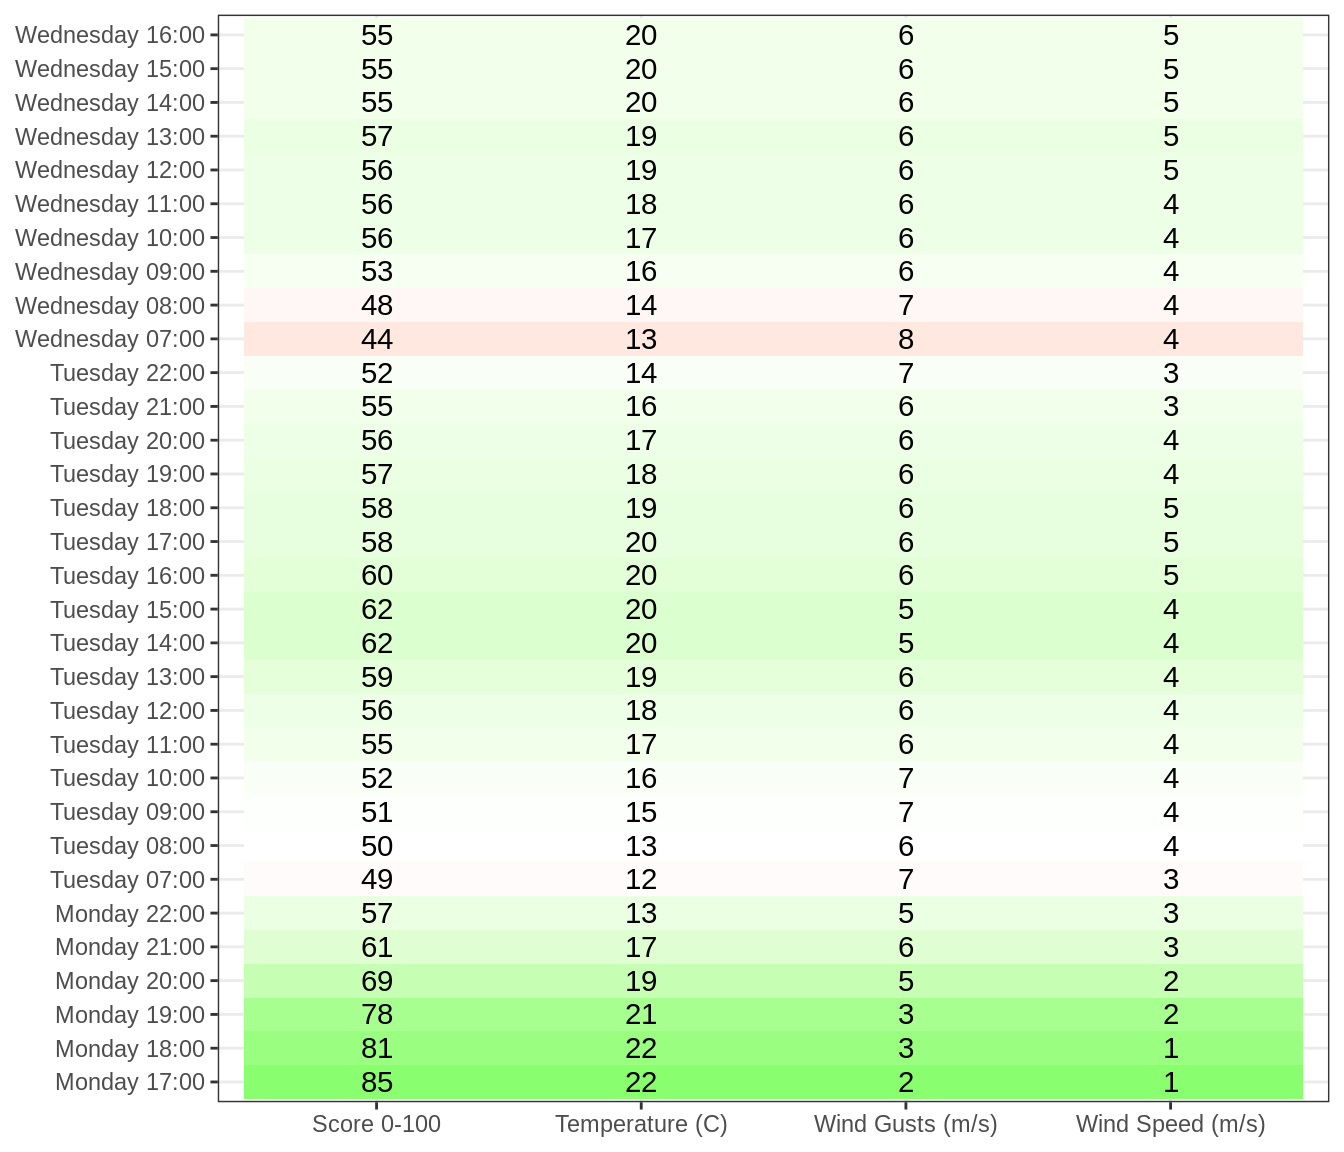 Wednesday 16:00 55 20 6 5
Wednesday 15:00 55 20 6 5
Wednesday 14:00 55 20 6 5
Wednesday 13:00 57 19 6 5
Wednesday 12:00 56 19 6 5
Wednesday 11:00 56 18 6 4
Wednesday 10:00 56 17 6 4
Wednesday 09:00 53 16 6 4
Wednesday 08:00 48 14 7 4
Wednesday 07:00 44 13 8 4
Tuesday 22:00 52 14 7 3
Tuesday 21:00 55 16 6 3
Tuesday 20:00 56 17 6 4
Tuesday 19:00 57 18 6 4
Tuesday 18:00 58 19 6 5
Tuesday 17:00 58 20 6 5
Tuesday 16:00 60 20 6 5
Tuesday 15:00 62 20 5 4
Tuesday 14:00 62 20 5 4
Tuesday 13:00 59 19 6 4
Tuesday 12:00 56 18 6 4
Tuesday 11:00 55 17 6 4
Tuesday 10:00 52 16 7 4
Tuesday 09:00 51 15 7 4
Tuesday 08:00 50 13 6 4
Tuesday 07:00 49 12 7 3
Monday 22:00 57 13 5 3
Monday 21:00 61 17 6 3
Monday 20:00 69 19 5 2
Monday 19:00 78 21 3 2
Monday 18:00 81 22 3 1
Monday 17:00 85 22 2 1
Score 0-100 Temperature (C) Wind Gusts (m/s) Wind Speed (m/s)